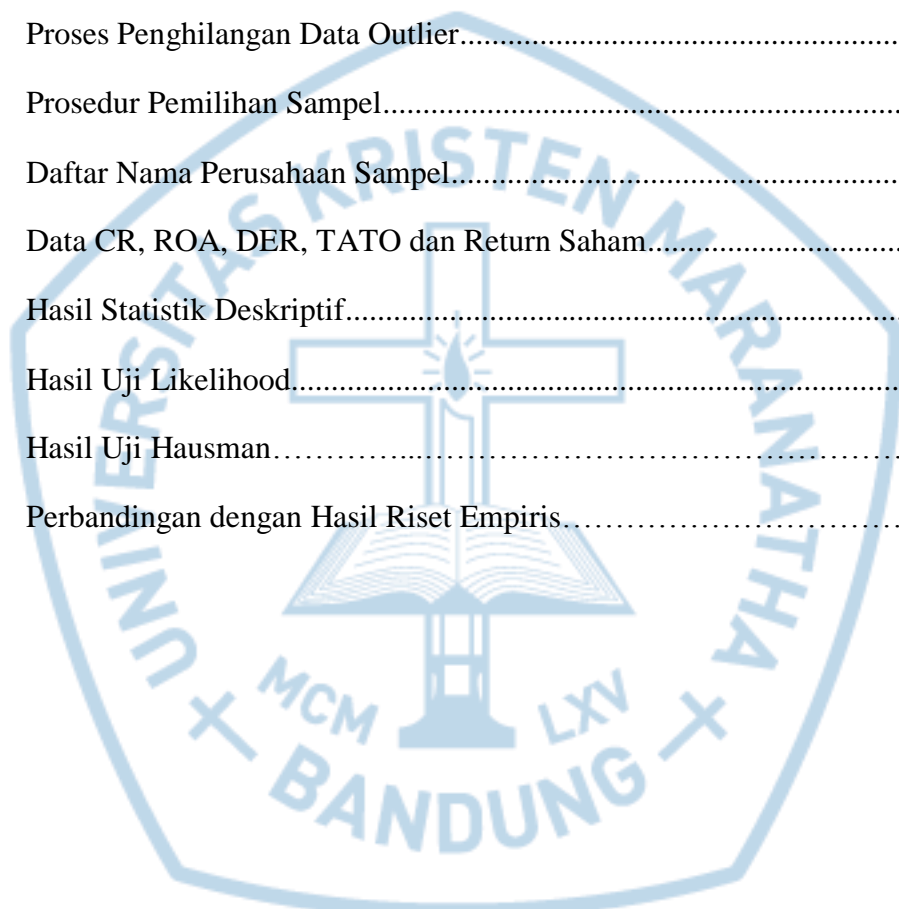 Proses Penghilangan Data Outlier.......................................................
Prosedur Pemilihan Sampel.................................................................
Daftar Nama Perusahaan Sampel.........................................................
Data CR, ROA, DER, TATO dan Return Saham................................
Hasil Statistik Deskriptif......................................................................
Hasil Uji Likelihood.............................................................................
Hasil Uji Hausman…………...……………………………………………
Perbandingan dengan Hasil Riset Empiris……………………………
UNIVERSITAS KRISTEN MARANATHA
MCM LXV
BANDUNG